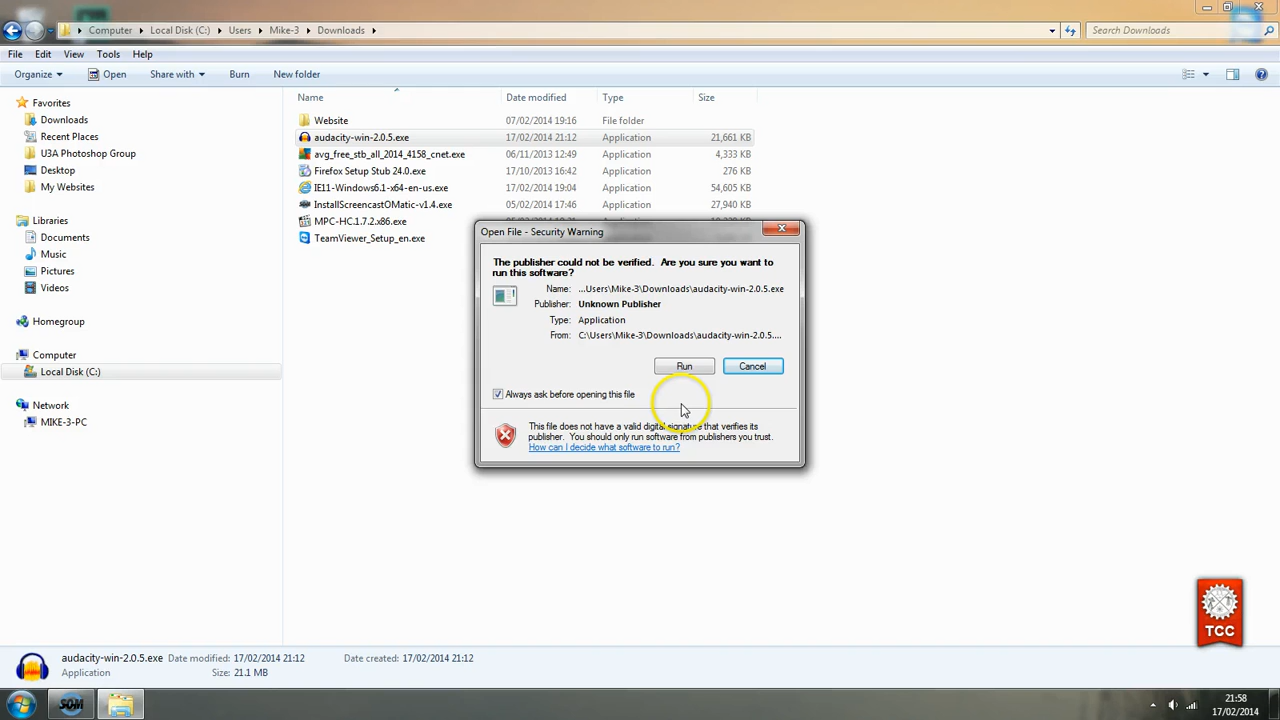 Computer Local Disk (C:) Users Mike-3 Downloads Search Downloads
File Edit View Tools Help
Organize Open Share with Burn New folder
Favorites
Downloads
Recent Places
U3A Photoshop Group
Desktop
My Websites
Libraries
Documents
Music
Pictures
Videos
Homegroup
Computer
Local Disk (C:)
Network
MIKE-3-PC
Name Date modified Type Size
Website 07/02/2014 19:16 File folder
audacity-win-2.0.5.exe 17/02/2014 21:12 Application 21,661 KB
avg_free_stb_all_2014_4158_cnet.exe 06/11/2013 12:49 Application 4,333 KB
Firefox Setup Stub 24.0.exe 17/10/2013 16:42 Application 276 KB
IE11-Windows6.1-x64-en-us.exe 17/02/2014 19:04 Application 54,605 KB
InstallScreencastOMatic-v1.4.exe 05/02/2014 17:46 Application 27,940 KB
MPC-HC.1.7.2.x86.exe
TeamViewer_Setup_en.exe
Open File - Security Warning
The publisher could not be verified. Are you sure you want to
run this software?
Name: ...Users\Mike-3\Downloads\audacity-win-2.0.5.exe
Publisher: Unknown Publisher
Type: Application
From: C:\Users\Mike-3\Downloads\audacity-win-2.0.5....
Run Cancel
Always ask before opening this file
This file does not have a valid digital signature that verifies its
publisher. You should only run software from publishers you trust.
How can I decide what software to run?
TCC
audacity-win-2.0.5.exe Date modified: 17/02/2014 21:12 Date created: 17/02/2014 21:12
Application Size: 21.1 MB
SOM
21:58
17/02/2014